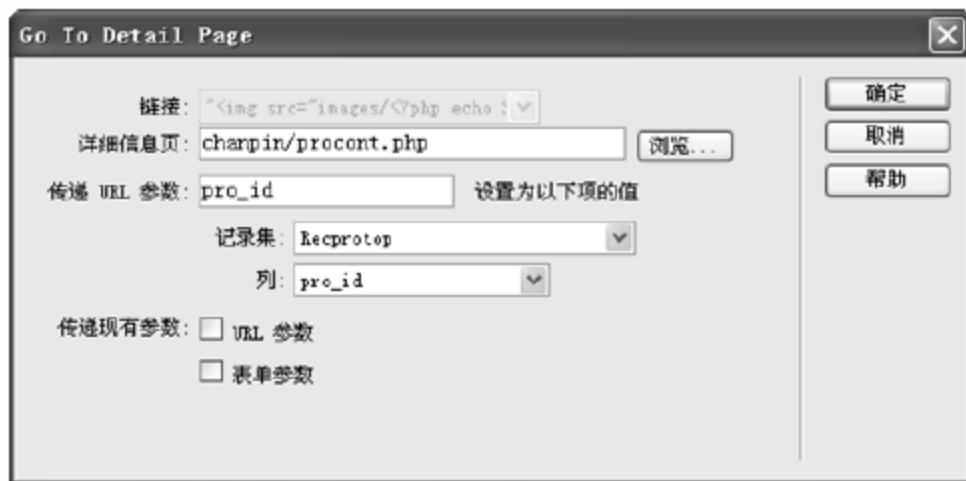 Go To Detail Page
链接: "<img src="images/<?php echo $
详细信息页: chanpin/procont.php 浏览...
传递 URL 参数: pro_id 设置为以下项的值
记录集: Recprotop
列: pro_id
传递现有参数: URL 参数
表单参数
确定
取消
帮助